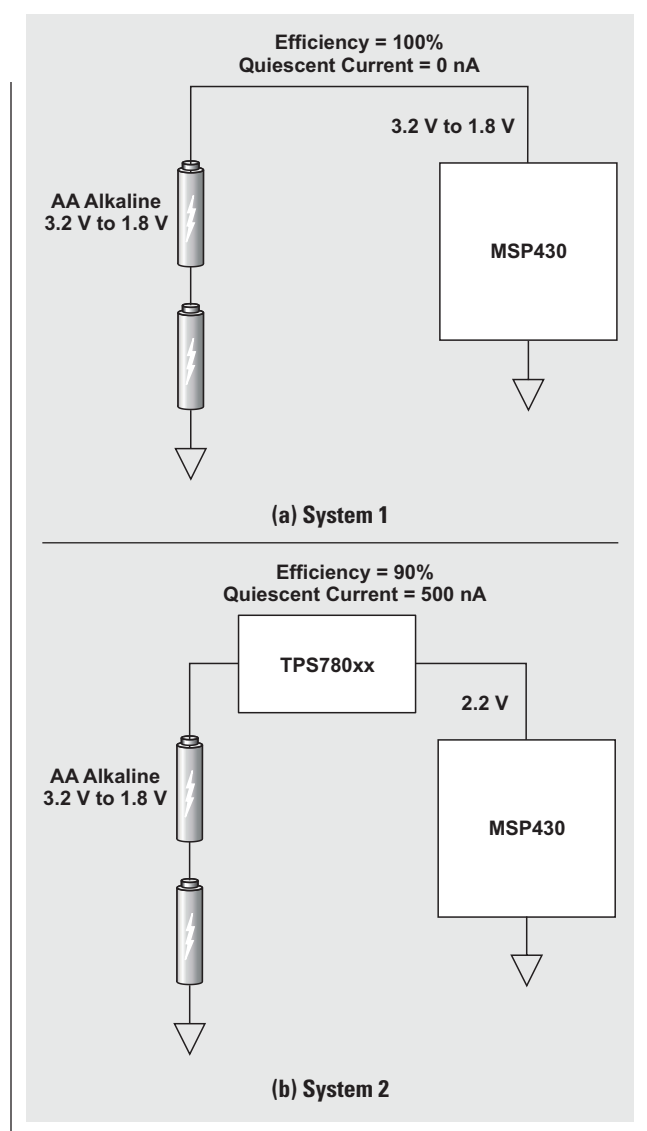 Efficiency = 100%
Quiescent Current = 0 nA
3.2 V to 1.8 V
AA Alkaline
3.2 V to 1.8 V
MSP430
(a) System 1
Efficiency = 90%
Quiescent Current = 500 nA
TPS780xx
2.2 V
AA Alkaline
3.2 V to 1.8 V
MSP430
(b) System 2